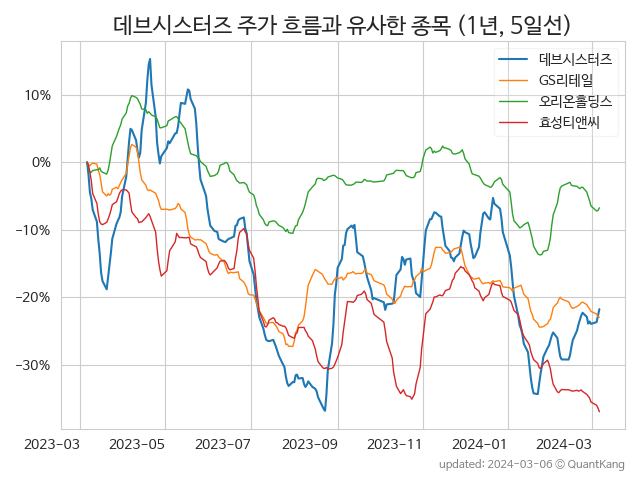 데브시스터즈 주가 흐름과 유사한 종목 (1년, 5일선)
데브시스터즈
GS리테일
오리온홀딩스
효성티앤씨
10%
0%
−10%
−20%
−30%
2023-03 2023-05 2023-07 2023-09 2023-11 2024-01 2024-03
updated: 2024-03-06 © QuantKang